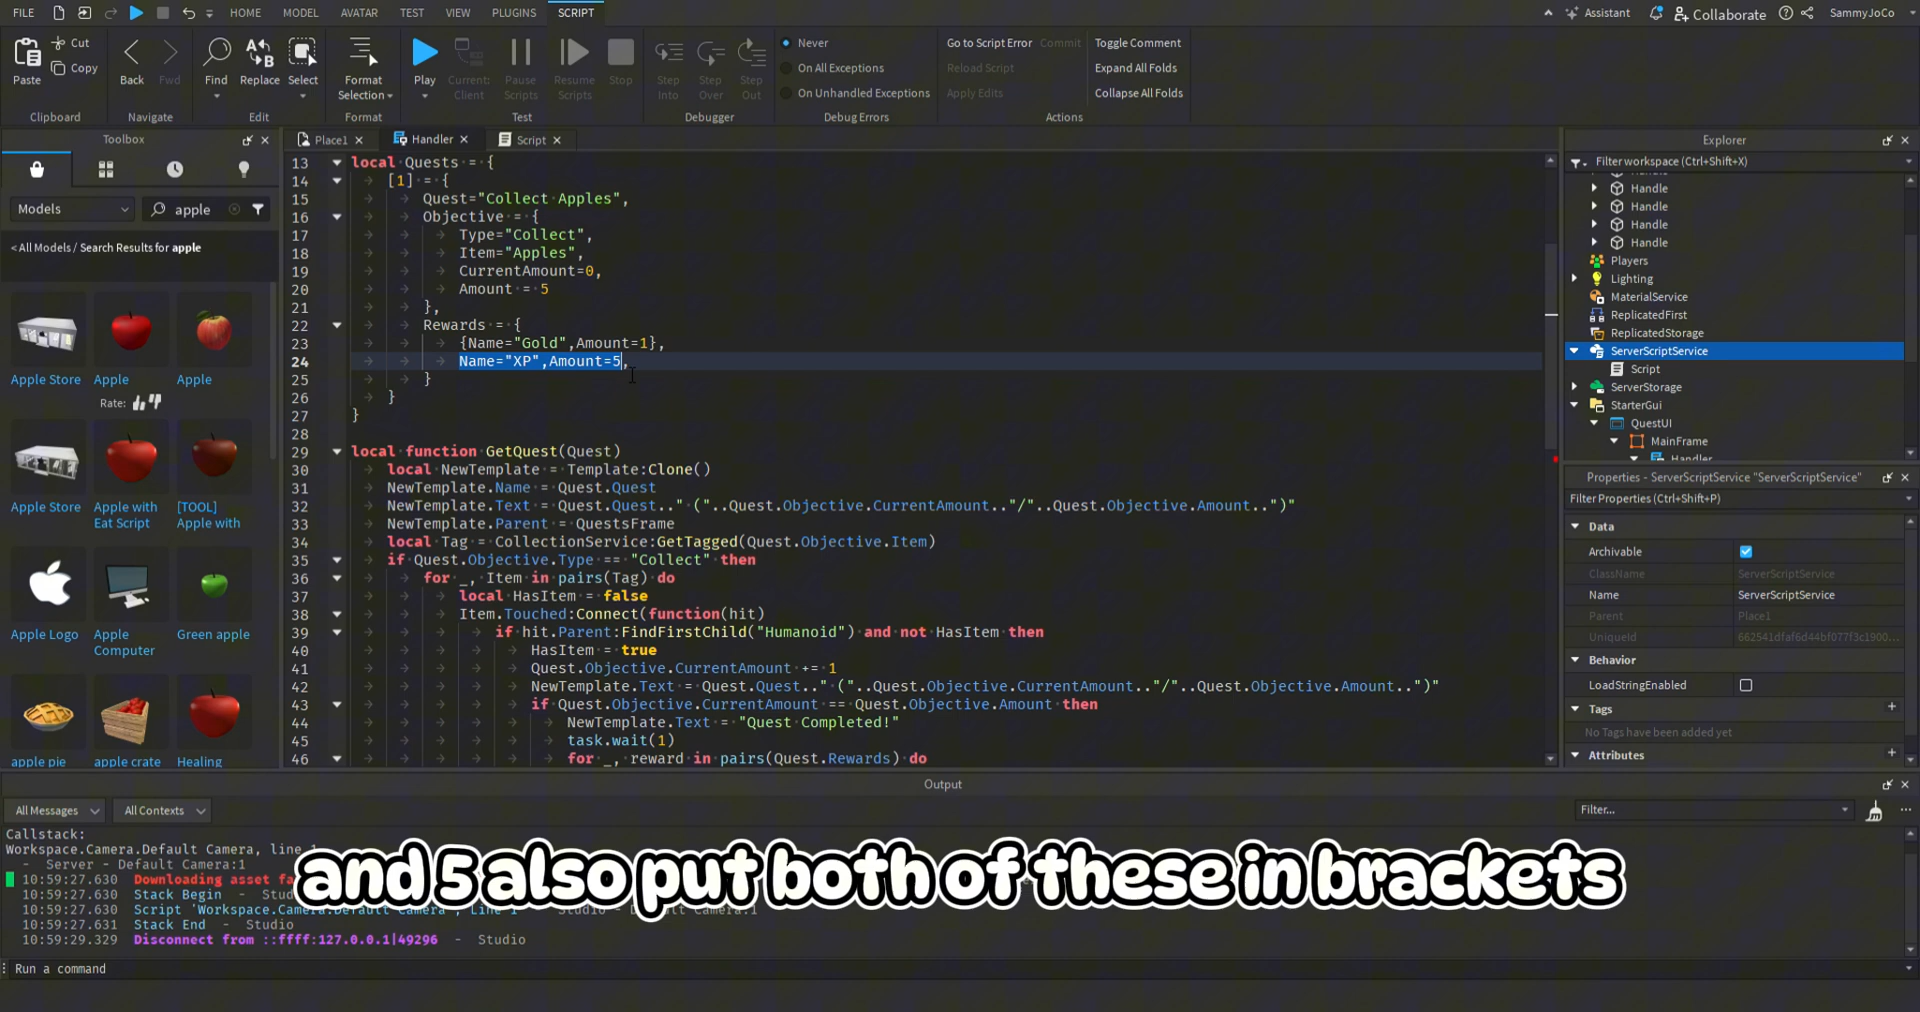 FILE HOME MODEL AVATAR TEST VIEW PLUGINS SCRIPT Assistant Collaborate SammyJoCo
Paste Cut Copy Back Fwd Find Replace Select Format Selection Play Current: Client Pause Scripts Resume Scripts Stop Step Into Step Over Step Out
Never
On All Exceptions
On Unhandled Exceptions
Go to Script Error Commit Toggle Comment
Reload Script Expand All Folds
Apply Edits Collapse All Folds
Clipboard Navigate Edit Format Test Debugger Debug Errors Actions
Toolbox
Models apple
< All Models / Search Results for apple
Apple Store Apple Apple
Rate:
Apple Store Apple with Eat Script [TOOL] Apple with
Apple Logo Apple Computer Green apple
apple pie apple crate Healing
Place1 Handler Script
13 local Quests = {
14 [1] = {
15 Quest="Collect Apples",
16 Objective = {
17 Type="Collect",
18 Item="Apples",
19 CurrentAmount=0,
20 Amount = 5
21 },
22 Rewards = {
23 {Name="Gold",Amount=1},
24 Name="XP",Amount=5,
25 }
26 }
27 }
28
29 local function GetQuest(Quest)
30 local NewTemplate = Template:Clone()
31 NewTemplate.Name = Quest.Quest
32 NewTemplate.Text = Quest.Quest.." ("..Quest.Objective.CurrentAmount.."/"..Quest.Objective.Amount..")"
33 NewTemplate.Parent = QuestsFrame
34 local Tag = CollectionService:GetTagged(Quest.Objective.Item)
35 if Quest.Objective.Type == "Collect" then
36 for _, Item in pairs(Tag) do
37 local HasItem = false
38 Item.Touched:Connect(function(hit)
39 if hit.Parent:FindFirstChild("Humanoid") and not HasItem then
40 HasItem = true
41 Quest.Objective.CurrentAmount += 1
42 NewTemplate.Text = Quest.Quest.." ("..Quest.Objective.CurrentAmount.."/"..Quest.Objective.Amount..")"
43 if Quest.Objective.CurrentAmount == Quest.Objective.Amount then
44 NewTemplate.Text = "Quest Completed!"
45 task.wait(1)
46 for _, reward in pairs(Quest.Rewards) do
Explorer
Filter workspace (Ctrl+Shift+X)
Handle
Handle
Handle
Handle
Players
Lighting
MaterialService
ReplicatedFirst
ReplicatedStorage
ServerScriptService
Script
ServerStorage
StarterGui
QuestUI
MainFrame
Handler
Properties - ServerScriptService "ServerScriptService"
Filter Properties (Ctrl+Shift+P)
Data
Archivable
ClassName ServerScriptService
Name ServerScriptService
Parent Place1
UniqueId 662541dfaf6d44bf077f3c1900...
Behavior
LoadStringEnabled
Tags
No Tags have been added yet
Attributes
Output
All Messages All Contexts Filter...
Callstack:
Workspace.Camera.Default Camera, line 1
- Server - Default Camera:1
10:59:27.630 Downloading asset fa
10:59:27.630 Stack Begin - Stud
10:59:27.630 Script 'Workspace.Camera.Default Camera', Line 1 - Studio - Default Camera:1
10:59:27.631 Stack End - Studio
10:59:29.329 Disconnect from ::ffff:127.0.0.1|49296 - Studio
and 5 also put both of these in brackets
Run a command